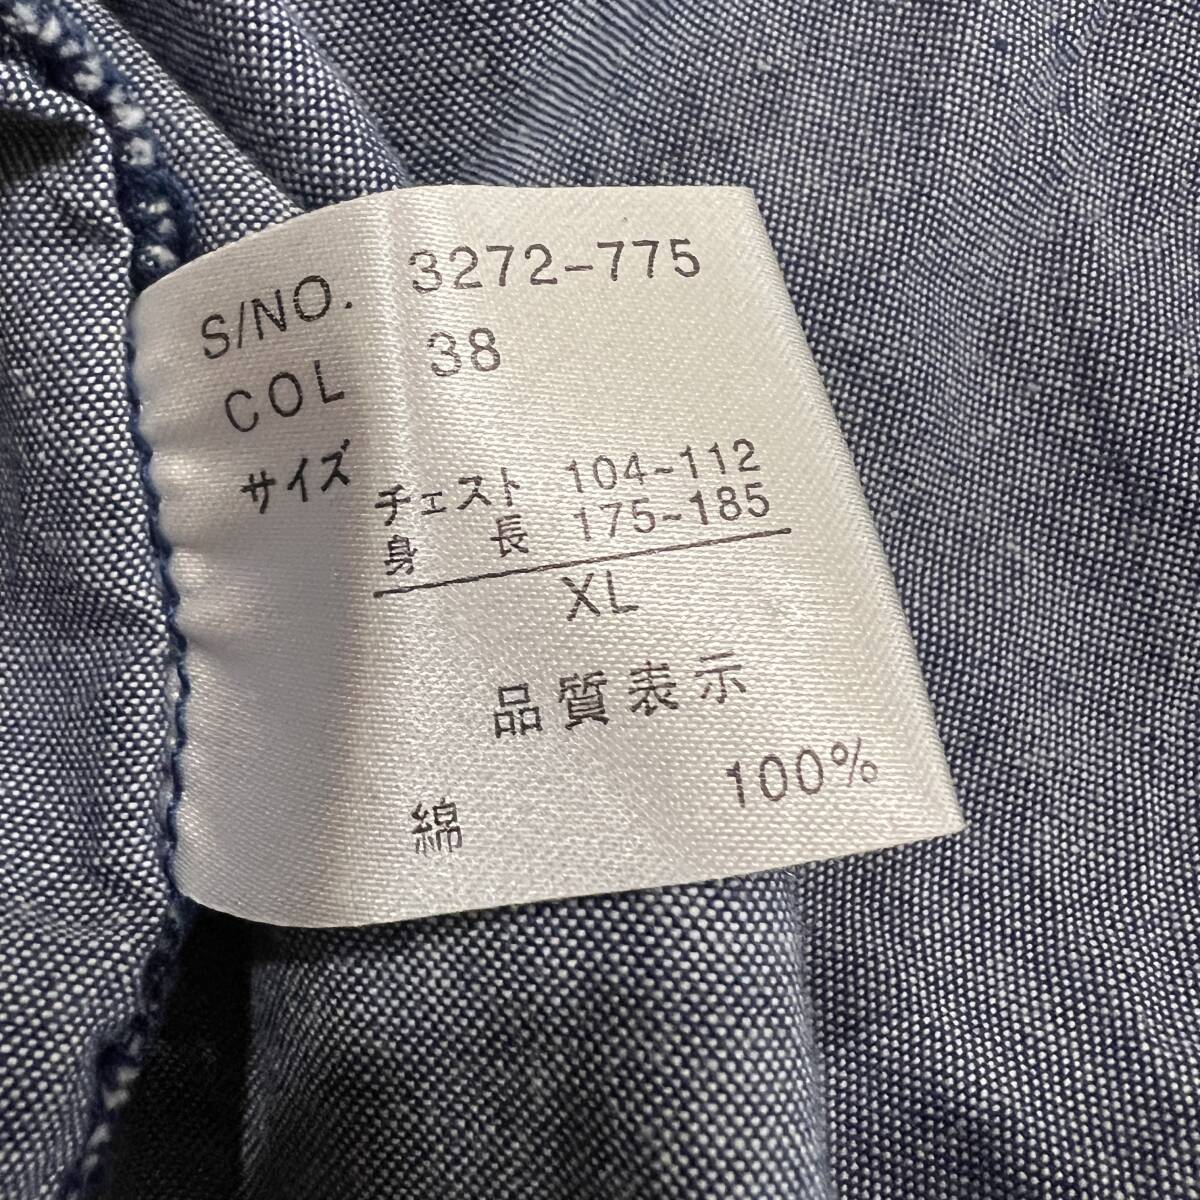 S/NO. 3272-775
COL 38
サイズ チェスト 104~112
身長 175~185
XL
品質表示
綿 100%